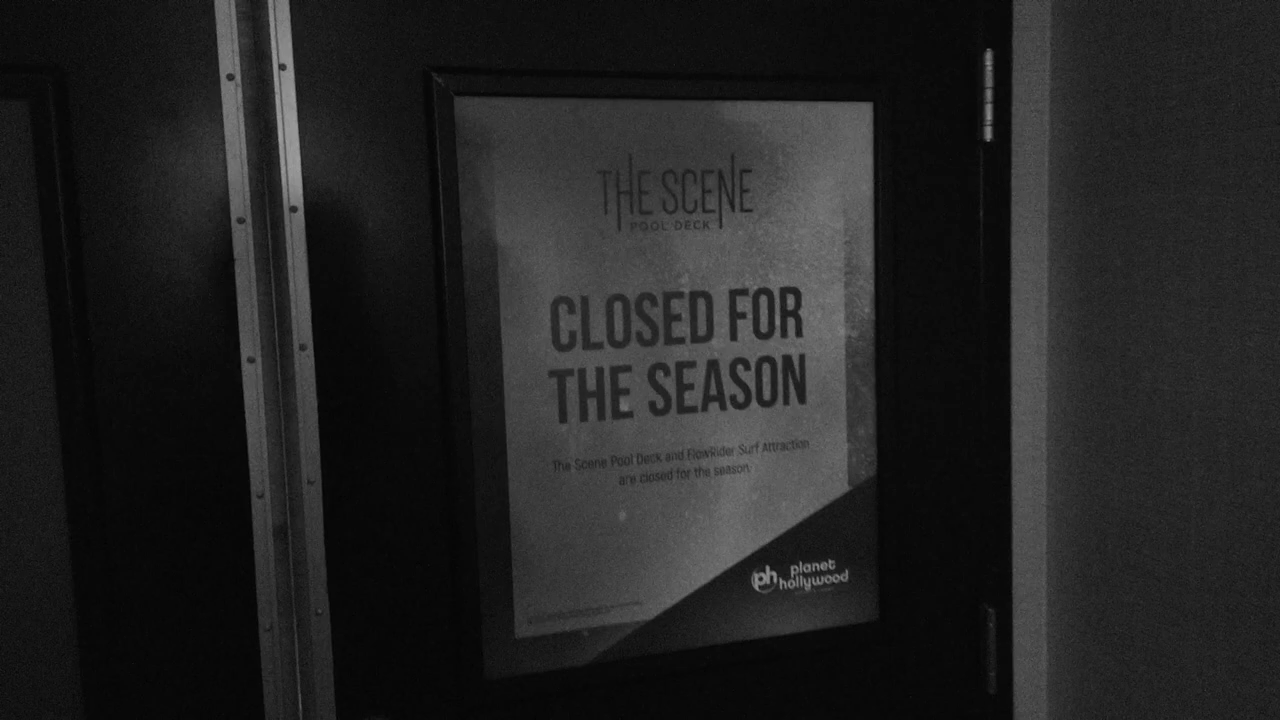 THE SCENE
POOL DECK
CLOSED FOR
THE SEASON
The Scene Pool Deck and FlowRider Surf Attraction
are closed for the season.
ph planet
hollywood